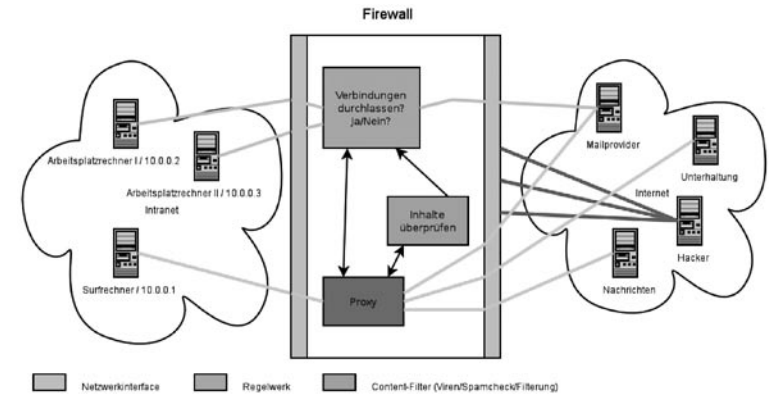 Firewall
Verbindungen
durchlassen?
Ja/Nein?
Arbeitsplatzrechner I / 10.0.0.2
Arbeitsplatzrechner II / 10.0.0.3
Intranet
Inhalte
überprüfen
Surfrechner / 10.0.0.1
Proxy
Mailprovider
Unterhaltung
Internet
Hacker
Nachrichten
Netzwerkinterface
Regelwerk
Content-Filter (Viren/Spamcheck/Filterung)